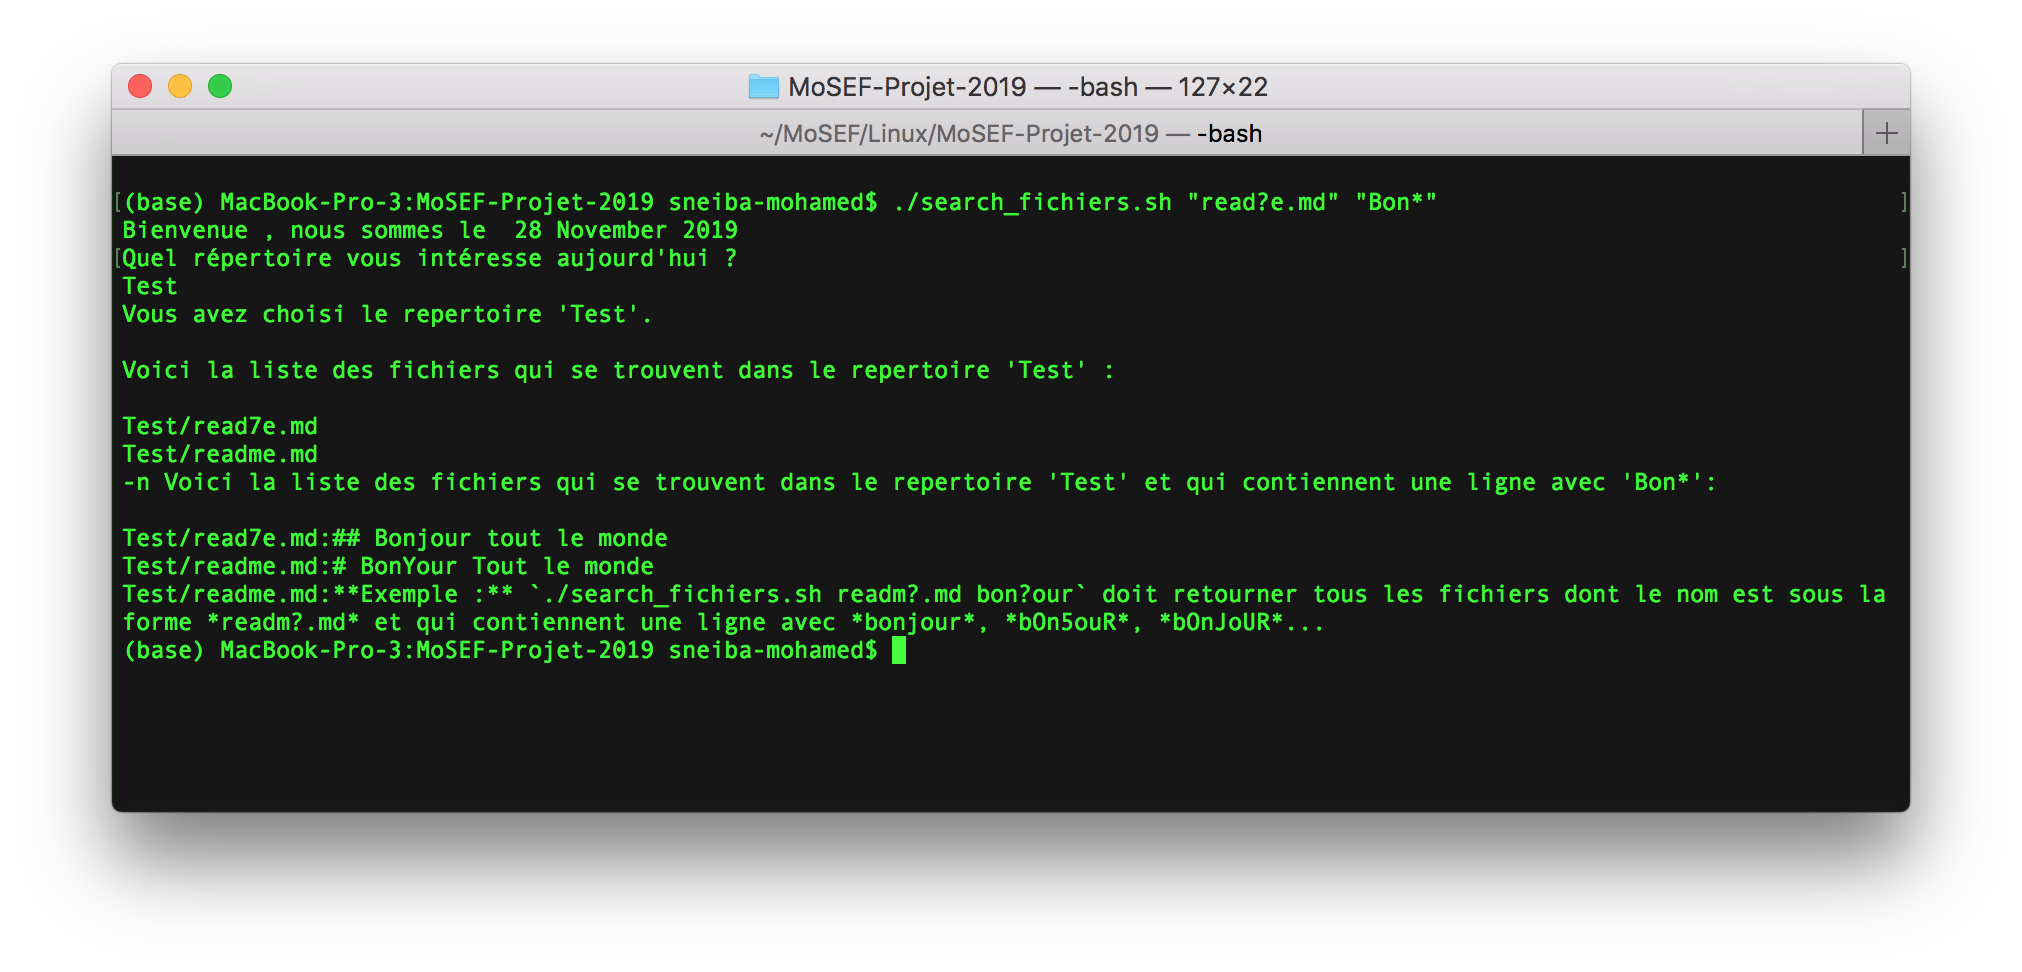 MoSEF-Projet-2019 — -bash — 127×22
~/MoSEF/Linux/MoSEF-Projet-2019 — -bash
(base) MacBook-Pro-3:MoSEF-Projet-2019 sneiba-mohamed$ ./search_fichiers.sh "read?e.md" "Bon*"
Bienvenue , nous sommes le  28 November 2019
Quel répertoire vous intéresse aujourd'hui ?
Test
Vous avez choisi le repertoire 'Test'.
Voici la liste des fichiers qui se trouvent dans le repertoire 'Test' :
Test/read7e.md
Test/readme.md
-n Voici la liste des fichiers qui se trouvent dans le repertoire 'Test' et qui contiennent une ligne avec 'Bon*':
Test/read7e.md:## Bonjour tout le monde
Test/readme.md:# BonYour Tout le monde
Test/readme.md:**Exemple :** `./search_fichiers.sh readm?.md bon?our` doit retourner tous les fichiers dont le nom est sous la
forme *readm?.md* et qui contiennent une ligne avec *bonjour*, *bOn5ouR*, *bOnJoUR*...
(base) MacBook-Pro-3:MoSEF-Projet-2019 sneiba-mohamed$